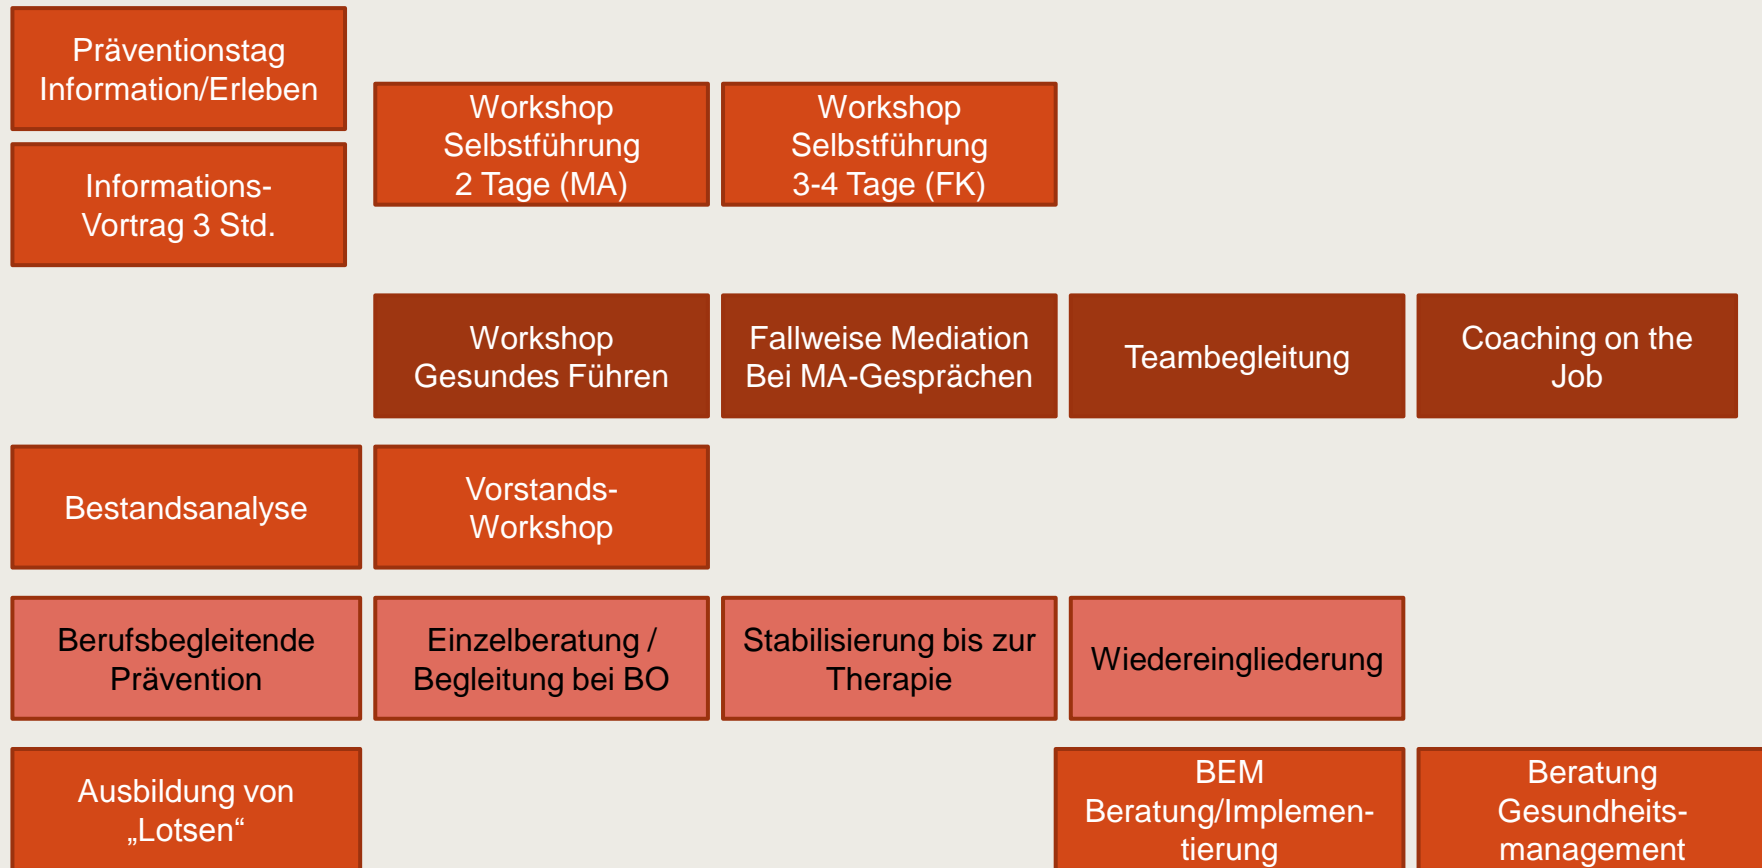 Präventionstag
Information/Erleben
Informations-
Vortrag 3 Std.
Workshop
Selbstführung
2 Tage (MA)
Workshop
Selbstführung
3-4 Tage (FK)
Workshop
Gesundes Führen
Fallweise Mediation
Bei MA-Gesprächen
Teambegleitung
Coaching on the
Job
Bestandsanalyse
Vorstands-
Workshop
Berufsbegleitende
Prävention
Einzelberatung /
Begleitung bei BO
Stabilisierung bis zur
Therapie
Wiedereingliederung
Ausbildung von
„Lotsen“
BEM
Beratung/Implemen-
tierung
Beratung
Gesundheits-
management